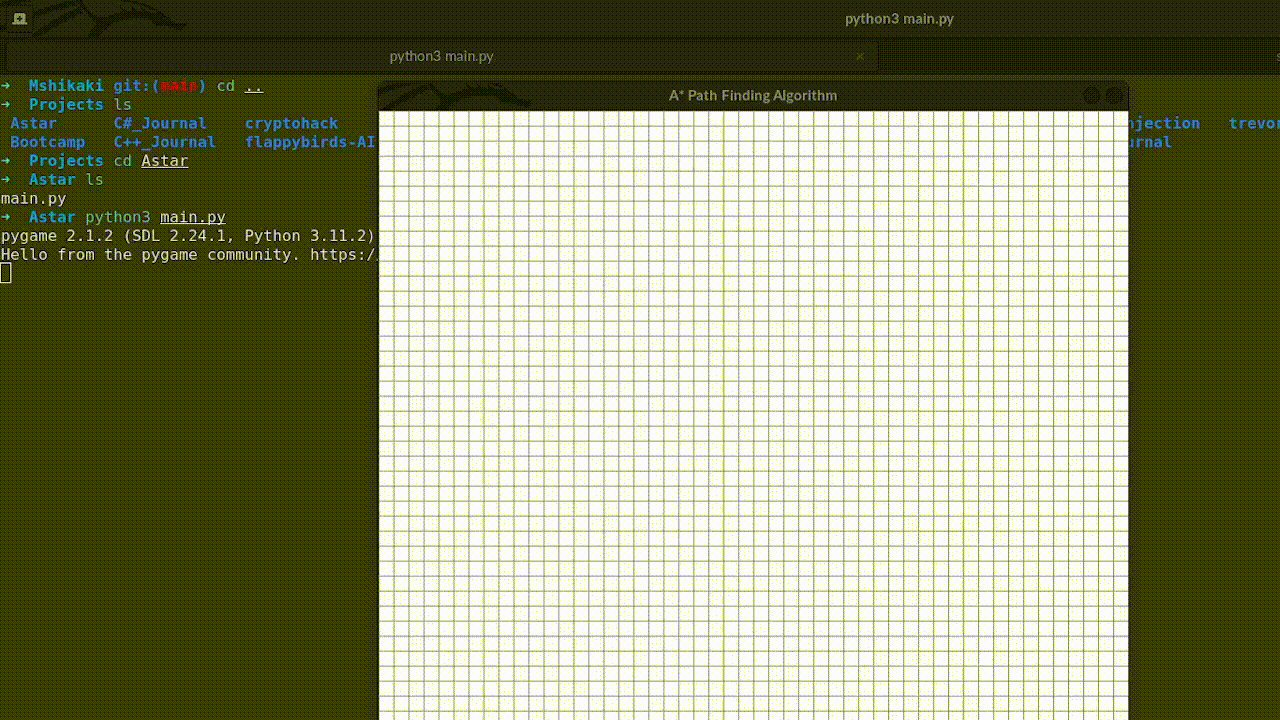 python3 main.py
python3 main.py ×
➜ Mshikaki git:(main) cd ..
➜ Projects ls
Astar C#_Journal cryptohack njection trevor
Bootcamp C++_Journal flappybirds-AI urnal
➜ Projects cd Astar
➜ Astar ls
main.py
➜ Astar python3 main.py
pygame 2.1.2 (SDL 2.24.1, Python 3.11.2)
Hello from the pygame community. https:/
A* Path Finding Algorithm